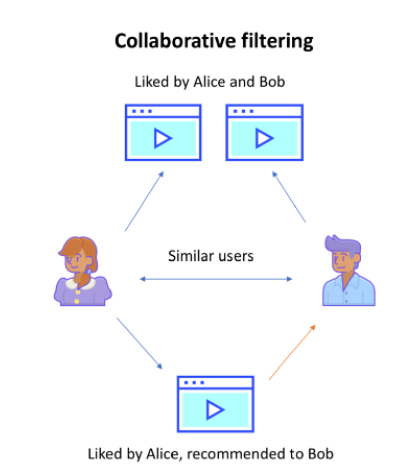 Collaborative filtering
Liked by Alice and Bob
Similar users
Liked by Alice, recommended to Bob